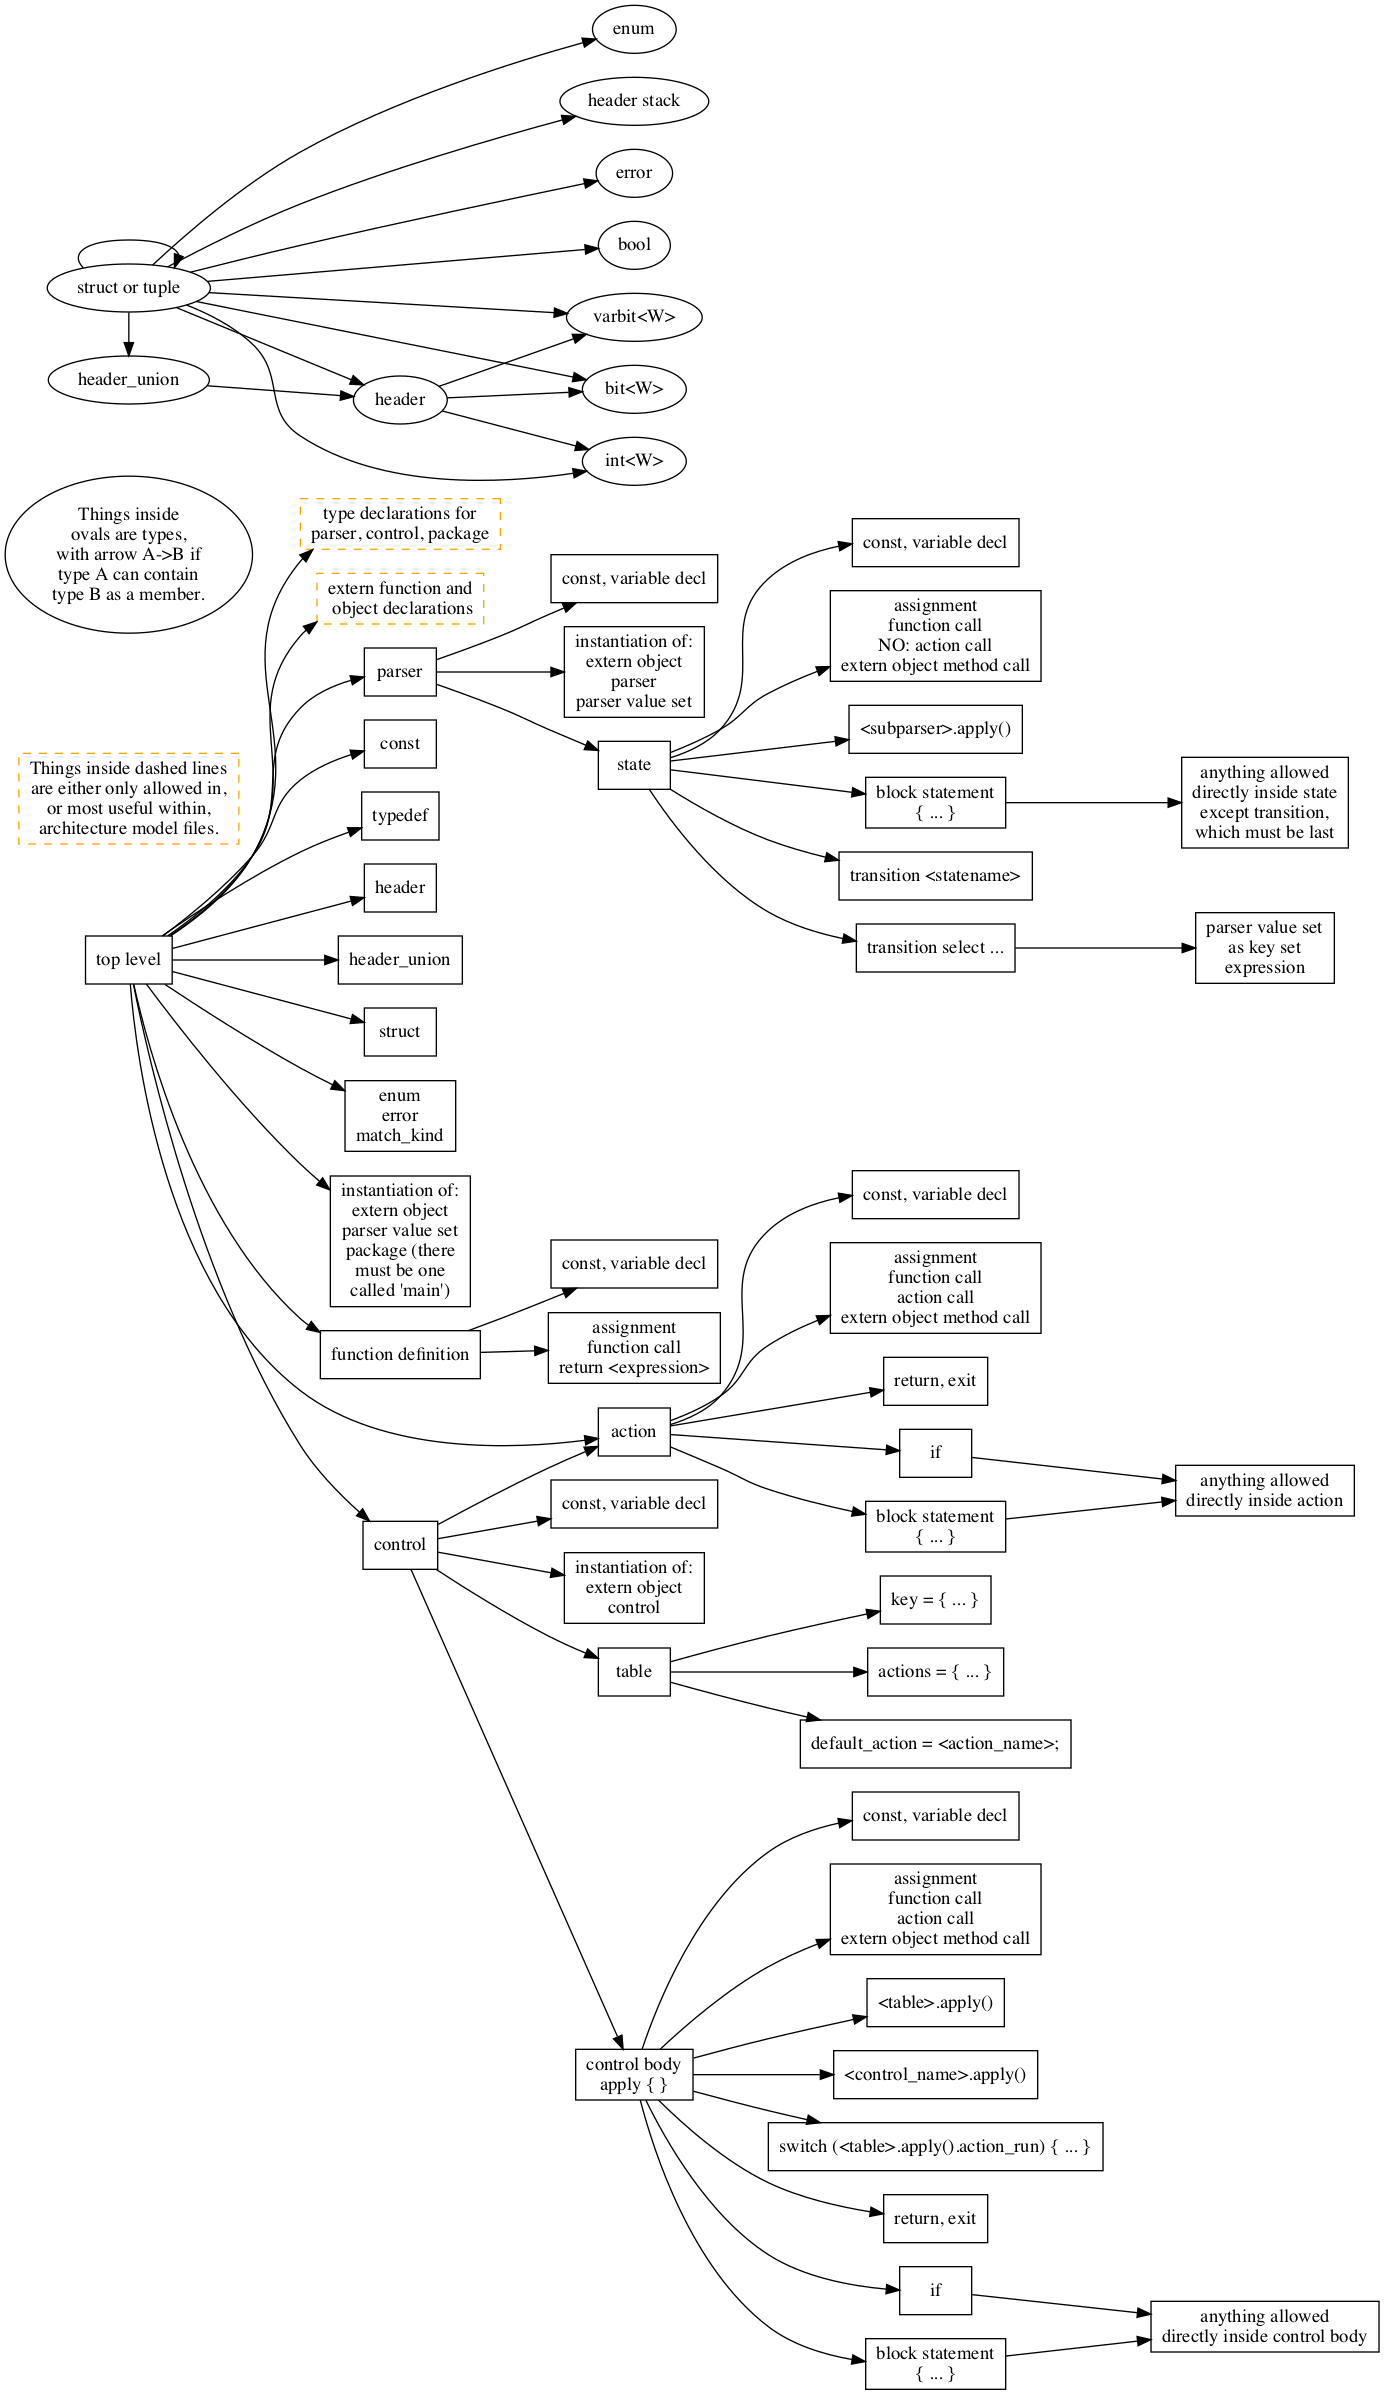 enum
header stack
error
bool
struct or tuple
varbit<W>
header_union
bit<W>
header
int<W>
Things inside
ovals are types,
with arrow A->B if
type A can contain
type B as a member.
type declarations for
parser, control, package
extern function and
object declarations
const, variable decl
const, variable decl
assignment
function call
NO: action call
extern object method call
parser
instantiation of:
extern object
parser
parser value set
<subparser>.apply()
const
state
Things inside dashed lines
are either only allowed in,
or most useful within,
architecture model files.
block statement
{ ... }
anything allowed
directly inside state
except transition,
which must be last
typedef
transition <statename>
header
transition select ...
parser value set
as key set
expression
top level
header_union
struct
enum
error
match_kind
instantiation of:
extern object
parser value set
package (there
must be one
called 'main')
const, variable decl
const, variable decl
assignment
function call
action call
extern object method call
function definition
assignment
function call
return <expression>
return, exit
action
if
anything allowed
directly inside action
block statement
{ ... }
const, variable decl
control
instantiation of:
extern object
control
key = { ... }
table
actions = { ... }
default_action = <action_name>;
const, variable decl
assignment
function call
action call
extern object method call
<table>.apply()
control body
apply { }
<control_name>.apply()
switch (<table>.apply().action_run) { ... }
return, exit
if
anything allowed
directly inside control body
block statement
{ ... }